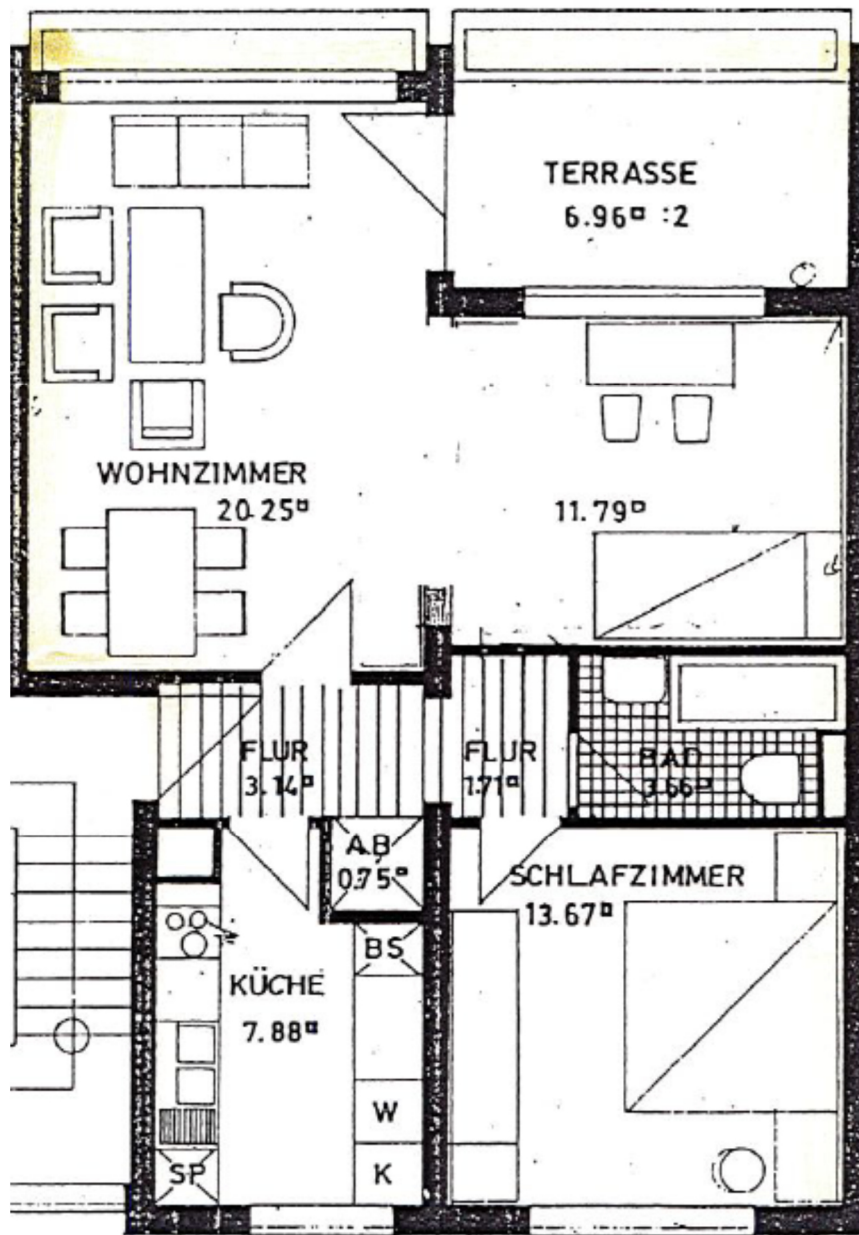 TERRASSE
6.96¤ :2
WOHNZIMMER
20.25¤
11.79¤
FLUR
3.14¤
FLUR
1.71¤
BAD
3.66¤
AB
0.75¤
SCHLAFZIMMER
13.67¤
BS
KÜCHE
7.88¤
W
SP
K